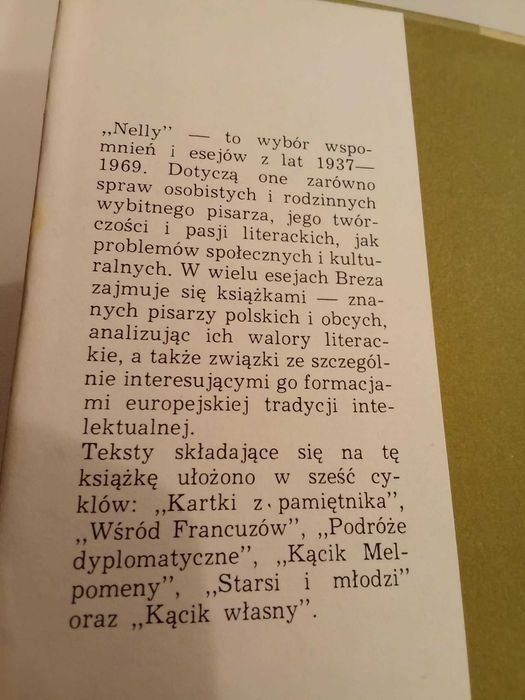 „Nelly” — to wybór wspo-
mnień i esejów z lat 1937—
1969. Dotyczą one zarówno
spraw osobistych i rodzinnych
wybitnego pisarza, jego twór-
czości i pasji literackich, jak
problemów społecznych i kultu-
ralnych. W wielu esejach Breza
zajmuje się książkami — zna-
nych pisarzy polskich i obcych,
analizując ich walory literac-
kie, a także związki ze szczegól-
nie interesującymi go formacja-
mi europejskiej tradycji inte-
lektualnej.
Teksty składające się na tę
książkę ułożono w sześć cy-
klów: „Kartki z pamiętnika”,
„Wśród Francuzów”, „Podróże
dyplomatyczne”, „Kącik Mel-
pomeny”, „Starsi i młodzi”
oraz „Kącik własny”.